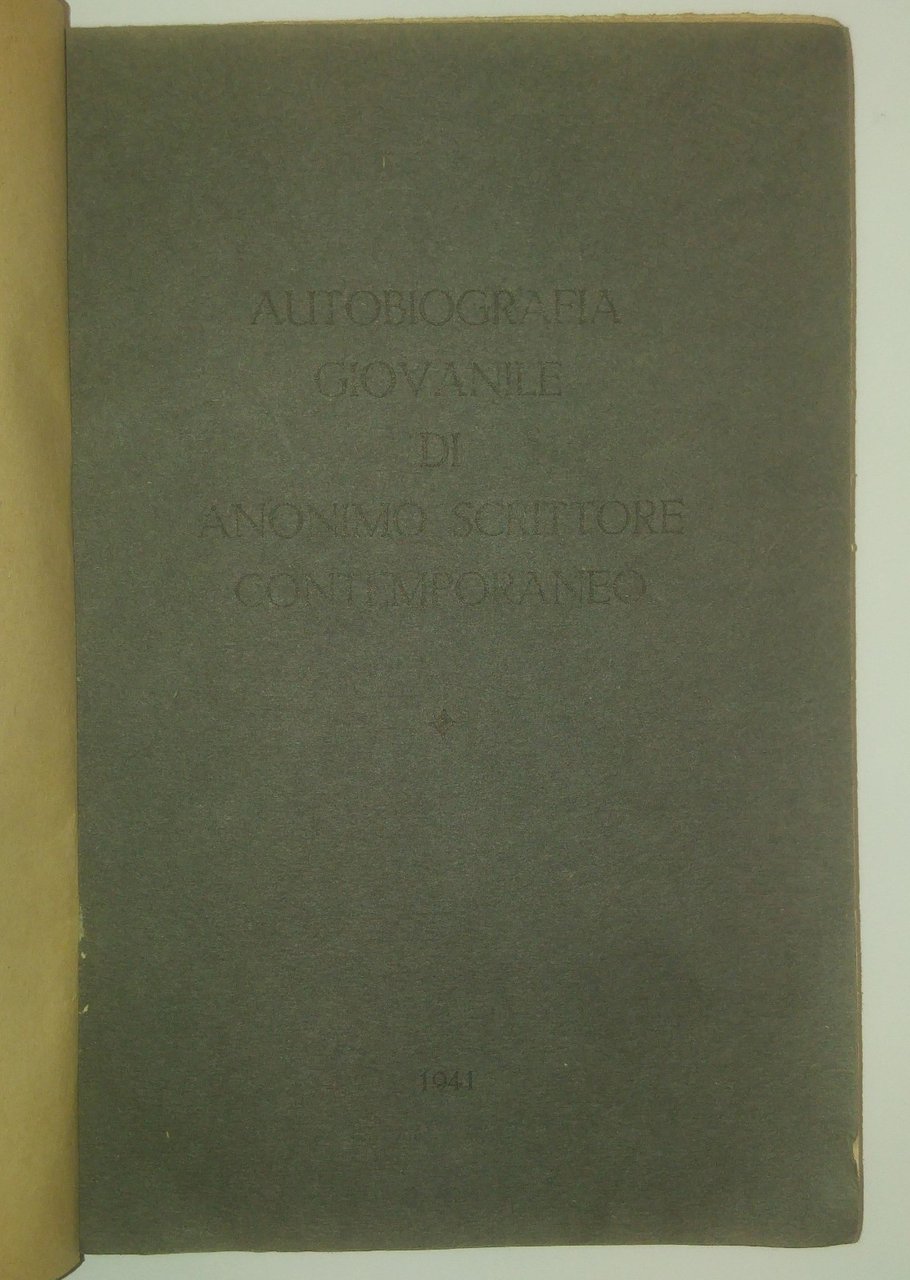 AUTOBIOGRAFIA
GIOVANILE
DI
ANONIMO SCRITTORE
CONTEMPORANEO
1941